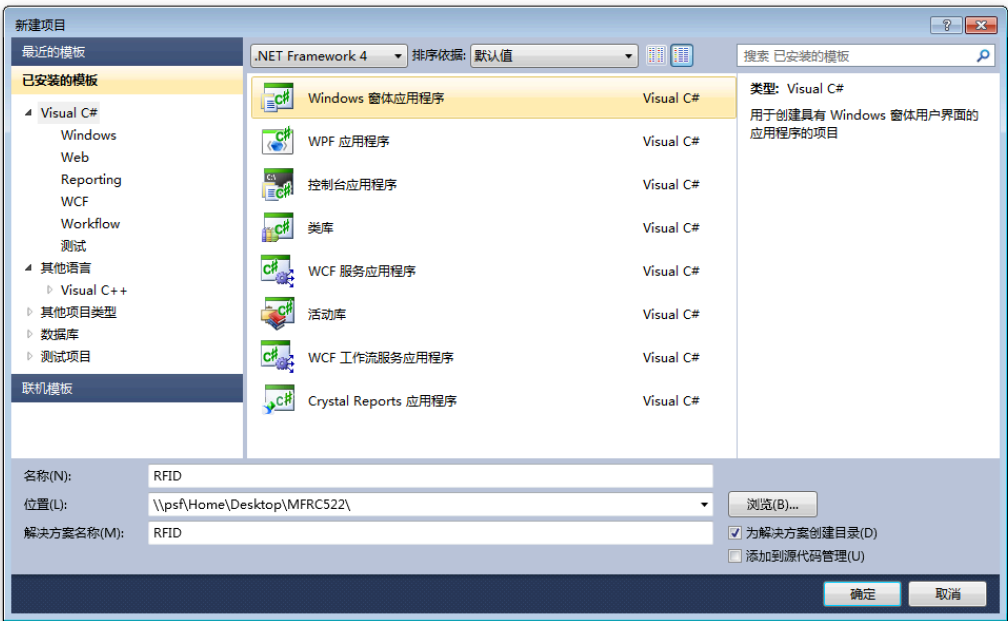 新建项目
最近的模板
.NET Framework 4 排序依据: 默认值
搜索 已安装的模板
已安装的模板
Visual C#
Windows
Web
Reporting
WCF
Workflow
测试
其他语言
Visual C++
其他项目类型
数据库
测试项目
联机模板
Windows 窗体应用程序 Visual C#
WPF 应用程序 Visual C#
控制台应用程序 Visual C#
类库 Visual C#
WCF 服务应用程序 Visual C#
活动库 Visual C#
WCF 工作流服务应用程序 Visual C#
Crystal Reports 应用程序 Visual C#
类型: Visual C#
用于创建具有 Windows 窗体用户界面的
应用程序的项目
名称(N): RFID
位置(L): \\psf\Home\Desktop\MFRC522\ 浏览(B)...
解决方案名称(M): RFID
为解决方案创建目录(D)
添加到源代码管理(U)
确定 取消